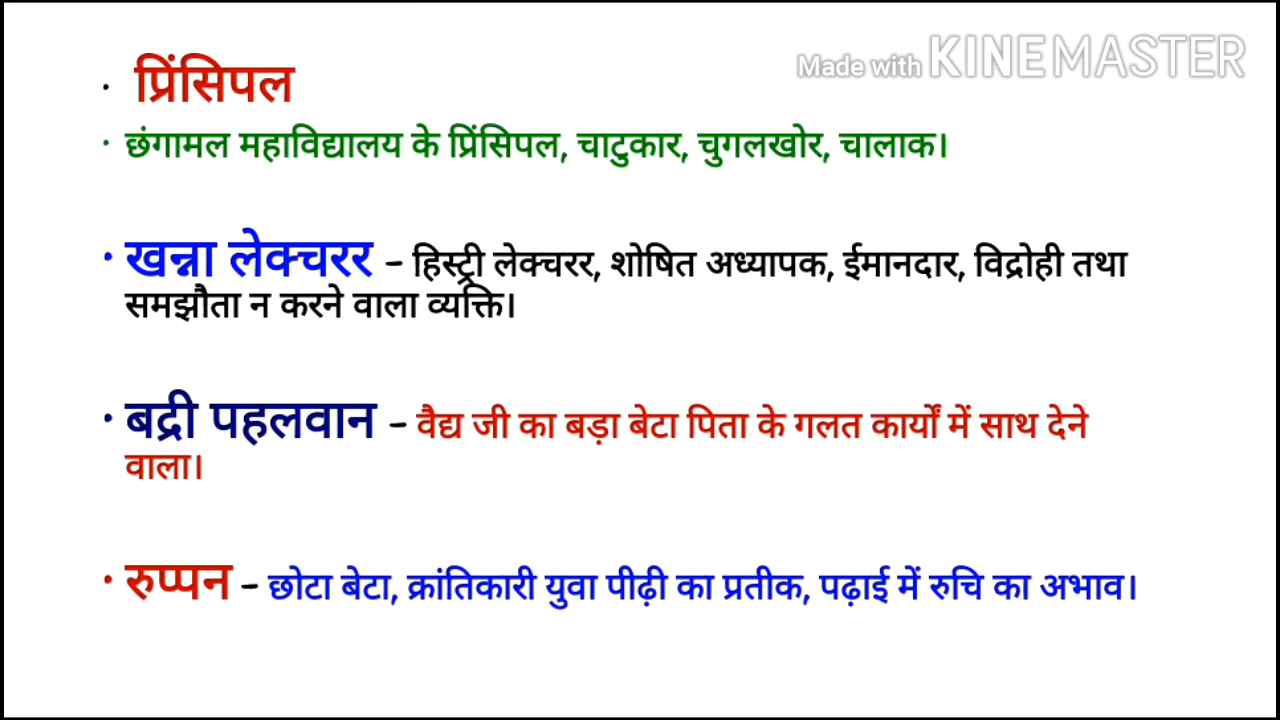 Made with KINEMASTER
· प्रिंसिपल
· छंगामल महाविद्यालय के प्रिंसिपल, चाटुकार, चुगलखोर, चालाक।
· खन्ना लेक्चरर – हिस्ट्री लेक्चरर, शोषित अध्यापक, ईमानदार, विद्रोही तथा
समझौता न करने वाला व्यक्ति।
· बद्री पहलवान – वैद्य जी का बड़ा बेटा पिता के गलत कार्यों में साथ देने
वाला।
· रुप्पन – छोटा बेटा, क्रांतिकारी युवा पीढ़ी का प्रतीक, पढ़ाई में रुचि का अभाव।